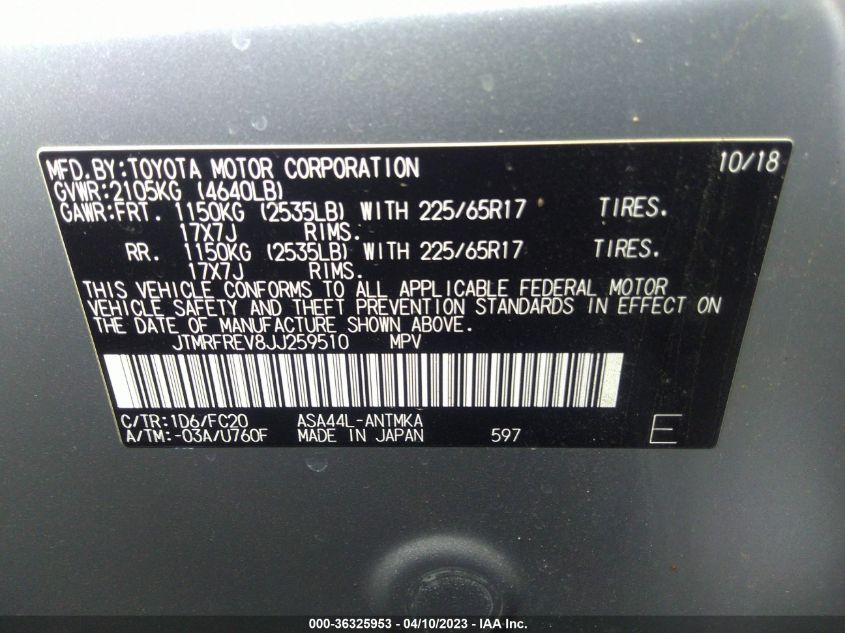 MFD.BY:TOYOTA MOTOR CORPORATION 10/18
GVWR:2105KG (4640LB)
GAWR:FRT. 1150KG (2535LB) WITH 225/65R17 TIRES.
17X7J RIMS.
RR. 1150KG (2535LB) WITH 225/65R17 TIRES.
17X7J RIMS.
THIS VEHICLE CONFORMS TO ALL APPLICABLE FEDERAL MOTOR
VEHICLE SAFETY AND THEFT PREVENTION STANDARDS IN EFFECT ON
THE DATE OF MANUFACTURE SHOWN ABOVE.
JTMRFREV8JJ259510 MPV
C/TR:1D6/FC20 ASA44L-ANTMKA
A/TM:-03A/U760F MADE IN JAPAN 597 E
000-36325953 - 04/10/2023 - IAA Inc.